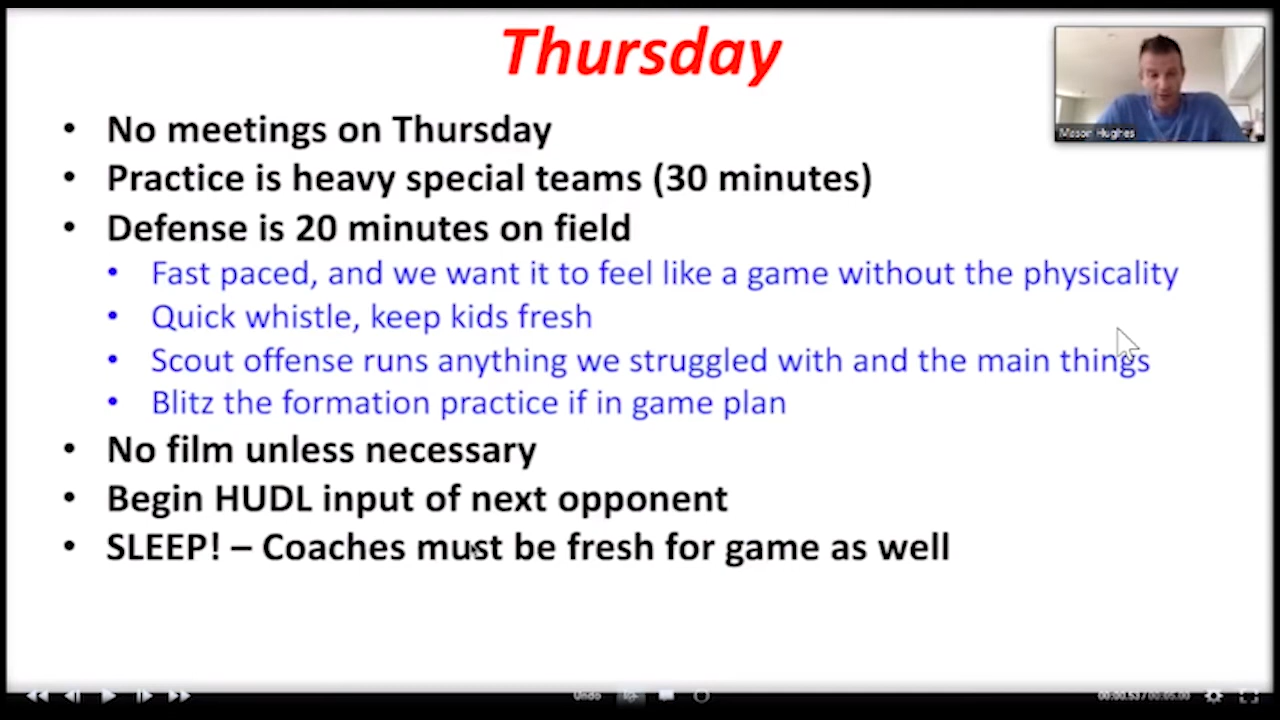 Thursday
Mason Hughes
• No meetings on Thursday
• Practice is heavy special teams (30 minutes)
• Defense is 20 minutes on field
• Fast paced, and we want it to feel like a game without the physicality
• Quick whistle, keep kids fresh
• Scout offense runs anything we struggled with and the main things
• Blitz the formation practice if in game plan
• No film unless necessary
• Begin HUDL input of next opponent
• SLEEP! – Coaches must be fresh for game as well
Undo